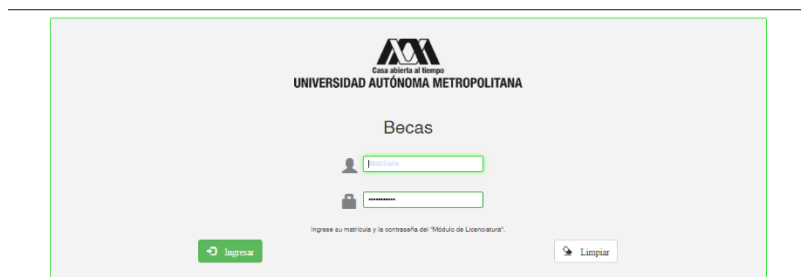 Casa abierta al tiempo
UNIVERSIDAD AUTÓNOMA METROPOLITANA
Becas
Matrícula
Ingrese su matrícula y la contraseña del "Módulo de Licenciatura".
Ingresar
Limpiar